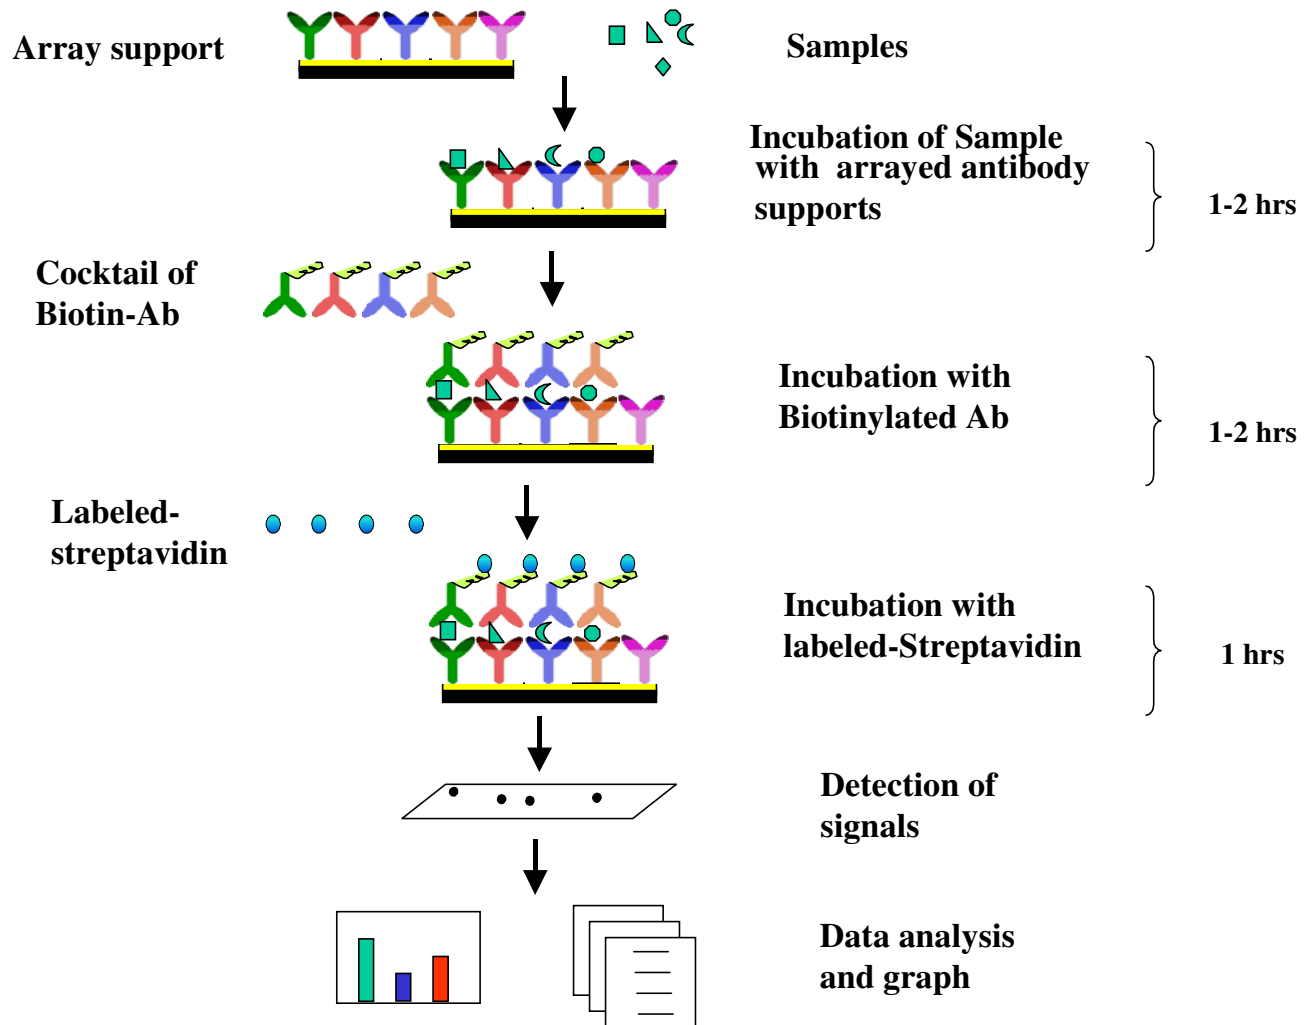 Array support
Samples
Incubation of Sample
with arrayed antibody
supports
1-2 hrs
Cocktail of
Biotin-Ab
Incubation with
Biotinylated Ab
1-2 hrs
Labeled-
streptavidin
Incubation with
labeled-Streptavidin
1 hrs
Detection of
signals
Data analysis
and graph